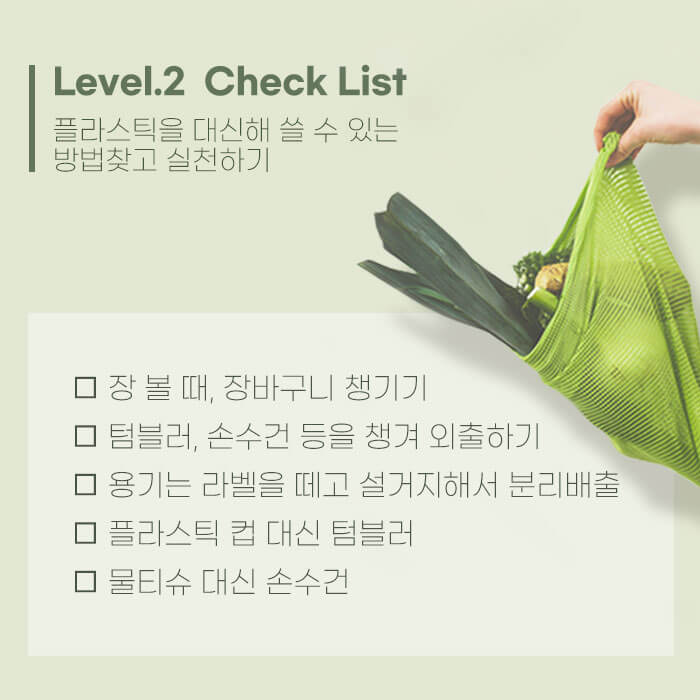 Level.2 Check List
플라스틱을 대신해 쓸 수 있는
방법찾고 실천하기
장 볼 때, 장바구니 챙기기
텀블러, 손수건 등을 챙겨 외출하기
용기는 라벨을 떼고 설거지해서 분리배출
플라스틱 컵 대신 텀블러
물티슈 대신 손수건